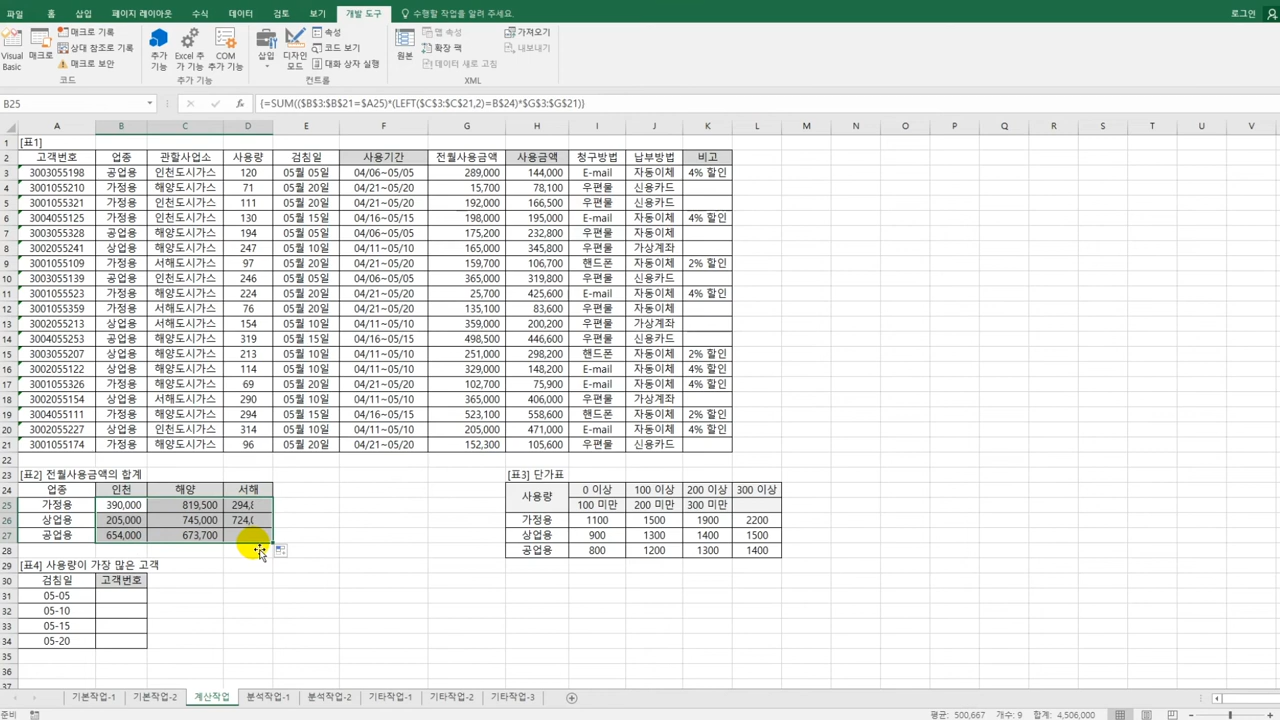 파일 홈 삽입 페이지 레이아웃 수식 데이터 검토 보기 개발 도구 수행할 작업을 알려 주세요. 로그인
Visual Basic 매크로 매크로 기록 상대 참조로 기록 매크로 보안 추가 기능 Excel 추가 기능 COM 추가 기능 삽입 디자인 모드 속성 코드 보기 대화 상자 실행 원본 맵 속성 확장 팩 데이터 새로 고침 가져오기 내보내기
코드 추가 기능 컨트롤 XML
B25 {=SUM(($B$3:$B$21=$A25)*(LEFT($C$3:$C$21,2)=B$24)*$G$3:$G$21)}
A B C D E F G H I J K L M N O P Q R S T U V
1 [표1]
2 고객번호 업종 관할사업소 사용량 검침일 사용기간 전월사용금액 사용금액 청구방법 납부방법 비고
3 3003055198 공업용 인천도시가스 120 05월 05일 04/06~05/05 289,000 144,000 E-mail 자동이체 4% 할인
4 3001055210 가정용 해양도시가스 71 05월 20일 04/21~05/20 15,700 78,100 우편물 신용카드
5 3001055321 가정용 인천도시가스 111 05월 20일 04/21~05/20 192,000 166,500 우편물 신용카드
6 3004055125 가정용 인천도시가스 130 05월 15일 04/16~05/15 198,000 195,000 E-mail 자동이체 4% 할인
7 3003055328 공업용 해양도시가스 194 05월 05일 04/06~05/05 175,200 232,800 우편물 자동이체
8 3002055241 상업용 해양도시가스 247 05월 10일 04/11~05/10 165,000 345,800 우편물 가상계좌
9 3001055109 가정용 서해도시가스 97 05월 20일 04/21~05/20 159,700 106,700 핸드폰 자동이체 2% 할인
10 3003055139 공업용 인천도시가스 246 05월 05일 04/06~05/05 365,000 319,800 우편물 신용카드
11 3001055523 가정용 해양도시가스 224 05월 20일 04/21~05/20 25,700 425,600 E-mail 자동이체 4% 할인
12 3001055359 가정용 서해도시가스 76 05월 20일 04/21~05/20 135,100 83,600 우편물 자동이체
13 3002055213 상업용 서해도시가스 154 05월 10일 04/11~05/10 359,000 200,200 우편물 가상계좌
14 3004055253 공업용 해양도시가스 319 05월 15일 04/16~05/15 498,500 446,600 우편물 신용카드
15 3003055207 상업용 해양도시가스 213 05월 10일 04/11~05/10 251,000 298,200 핸드폰 자동이체 2% 할인
16 3002055122 상업용 해양도시가스 114 05월 10일 04/11~05/10 329,000 148,200 E-mail 자동이체 4% 할인
17 3001055326 가정용 해양도시가스 69 05월 20일 04/21~05/20 102,700 75,900 E-mail 자동이체 4% 할인
18 3002055154 상업용 서해도시가스 290 05월 10일 04/11~05/10 365,000 406,000 우편물 가상계좌
19 3004055111 가정용 해양도시가스 294 05월 15일 04/16~05/15 523,100 558,600 핸드폰 자동이체 2% 할인
20 3002055227 상업용 인천도시가스 314 05월 10일 04/11~05/10 205,000 471,000 E-mail 자동이체 4% 할인
21 3001055174 가정용 해양도시가스 96 05월 20일 04/21~05/20 152,300 105,600 우편물 신용카드
22
23 [표2] 전월사용금액의 합계 [표3] 단가표
24 업종 인천 해양 서해 사용량 0 이상 100 이상 200 이상 300 이상
25 가정용 390,000 819,500 100 미만 200 미만 300 미만
26 상업용 205,000 745,000 가정용 1100 1500 1900 2200
27 공업용 654,000 673,700 상업용 900 1300 1400 1500
28 공업용 800 1200 1300 1400
29 [표4] 사용량이 가장 많은 고객
30 검침일 고객번호
31 05-05
32 05-10
33 05-15
34 05-20
35
36
37
기본작업-1 기본작업-2 계산작업 분석작업-1 분석작업-2 기타작업-1 기타작업-2 기타작업-3
준비 평균: 500,667 개수: 9 합계: 4,506,000